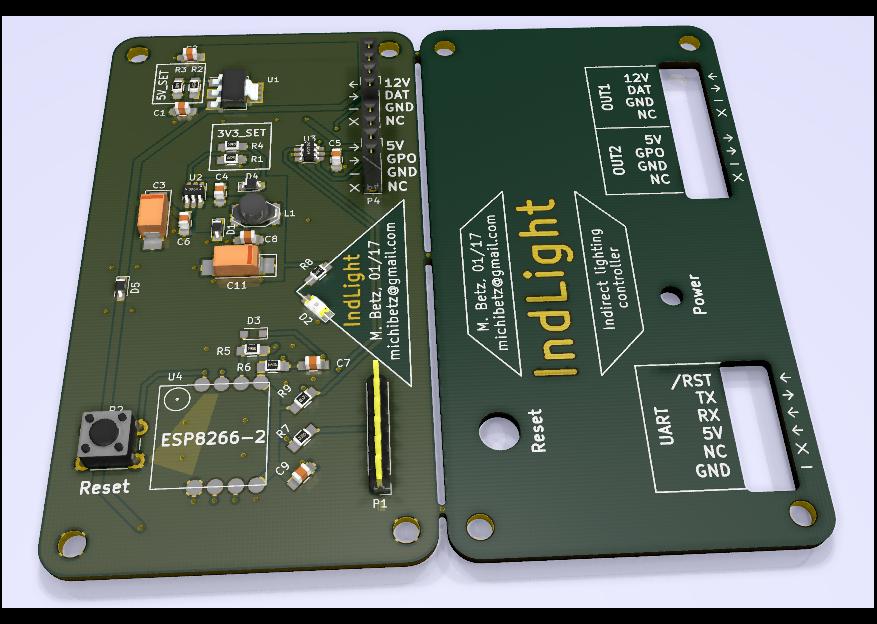 R3 R2
5V_SET
U1
C1
12V
DAT
GND
NC
3V3_SET
R4
R1
U3
C5
5V
GPO
GND
NC
P4
U2
C4
D4
C3
L1
C6
D1
C8
C11
R8
D2
IndLight
M. Betz, 01/17
michibetz@gmail.com
D5
D3
R5
R6
C7
U4
R9
ESP8266-2
R7
C9
Reset
P1
OUT1
12V
DAT
GND
NC
OUT2
5V
GPO
GND
NC
M. Betz, 01/17
michibetz@gmail.com
IndLight
Indirect lighting
controller
Power
Reset
UART
/RST
TX
RX
5V
NC
GND